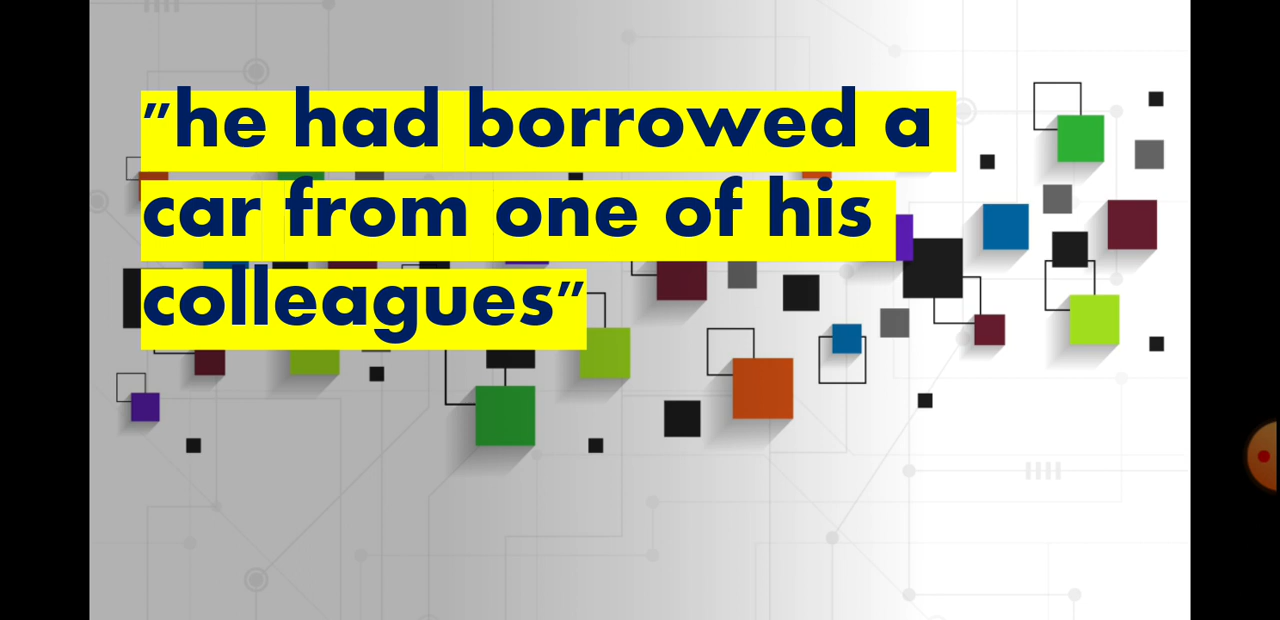 "he had borrowed a
car from one of his
colleagues"